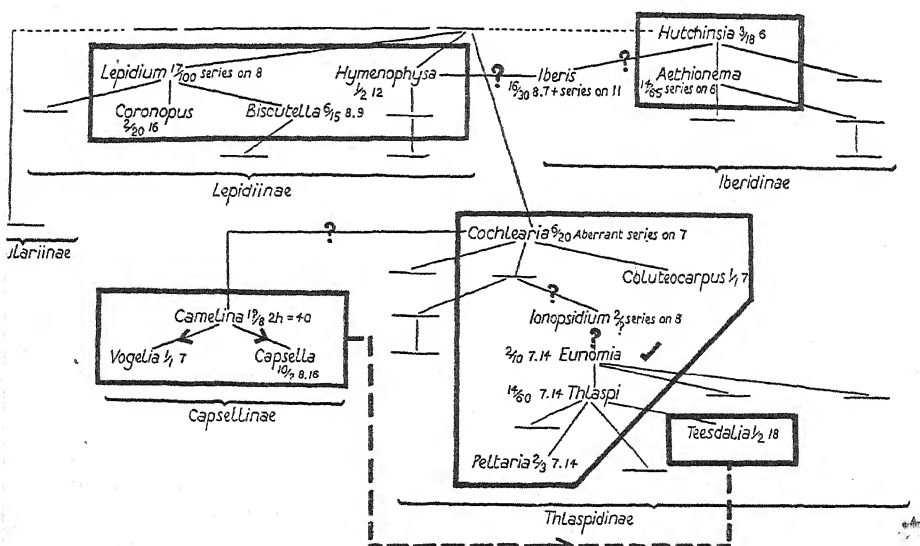 Hutchinsia 3/18 6
Lepidium 17/100 series on 8
Hymenophysa
1/2 12
?
Iberis
16/30 8.7+ series on 11
?
Aethionema
14/65 series on 6
Coronopus
2/20 16
Biscutella 6/15 8.9
Lepidiinae
Iberidinae
ulariinae
?
Cochlearia 6/20 Aberrant series on 7
Coluteocarpus 1/1 7
?
Camelina 19/8 2h=40
Ionopsidium 2/? series on 8
?
Vogelia 1/1 7
Capsella
10/? 8.16
2/10 7.14 Eunomia
Capsellinae
14/60 7.14 Thlaspi
Teesdalia 1/2 18
Peltaria 2/3 7.14
Thlaspidinae